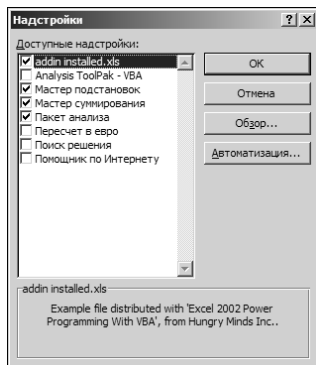 Надстройки
Доступные надстройки:
addin installed.xls
Analysis ToolPak - VBA
Мастер подстановок
Мастер суммирования
Пакет анализа
Пересчет в евро
Поиск решения
Помощник по Интернету
OK
Отмена
Обзор...
Автоматизация...
addin installed.xls
Example file distributed with 'Excel 2002 Power
Programming With VBA', from Hungry Minds Inc..